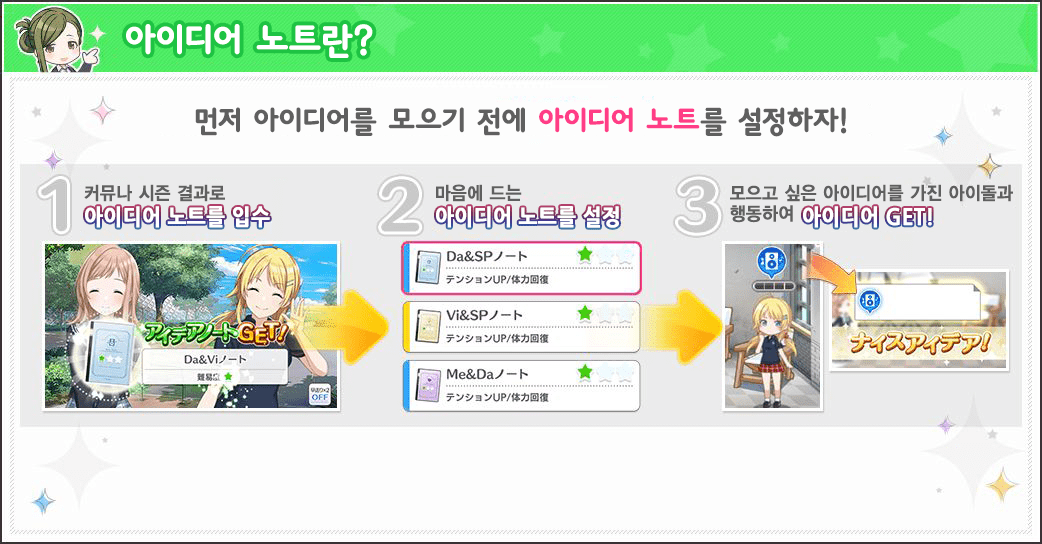 아이디어 노트란?
먼저 아이디어를 모으기 전에 아이디어 노트를 설정하자!
1 커뮤나 시즌 결과로
아이디어 노트를 입수
アイデアノートGET!
Da&Viノート
難易度
早送り×2
OFF
2 마음에 드는
아이디어 노트를 설정
Da&SPノート
テンションUP/体力回復
Vi&SPノート
テンションUP/体力回復
Me&Daノート
テンションUP/体力回復
3 모으고 싶은 아이디어를 가진 아이돌과
행동하여 아이디어 GET!
ナイスアイデア!